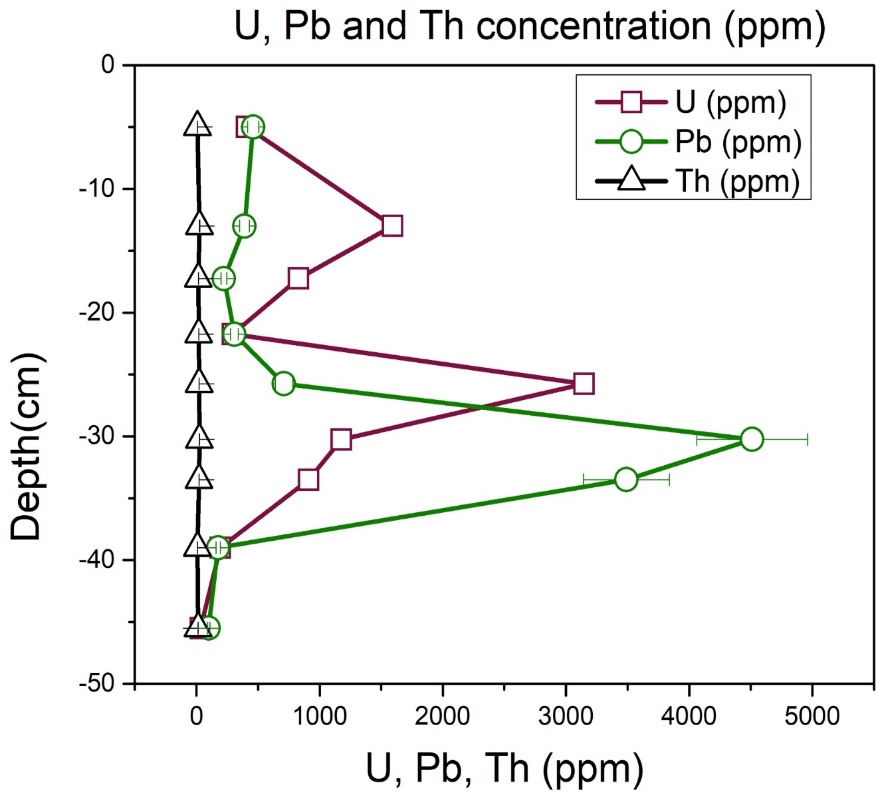 U, Pb and Th concentration (ppm)
U (ppm)
Pb (ppm)
Th (ppm)
0
-10
-20
-30
-40
-50
Depth(cm)
0 1000 2000 3000 4000 5000
U, Pb, Th (ppm)